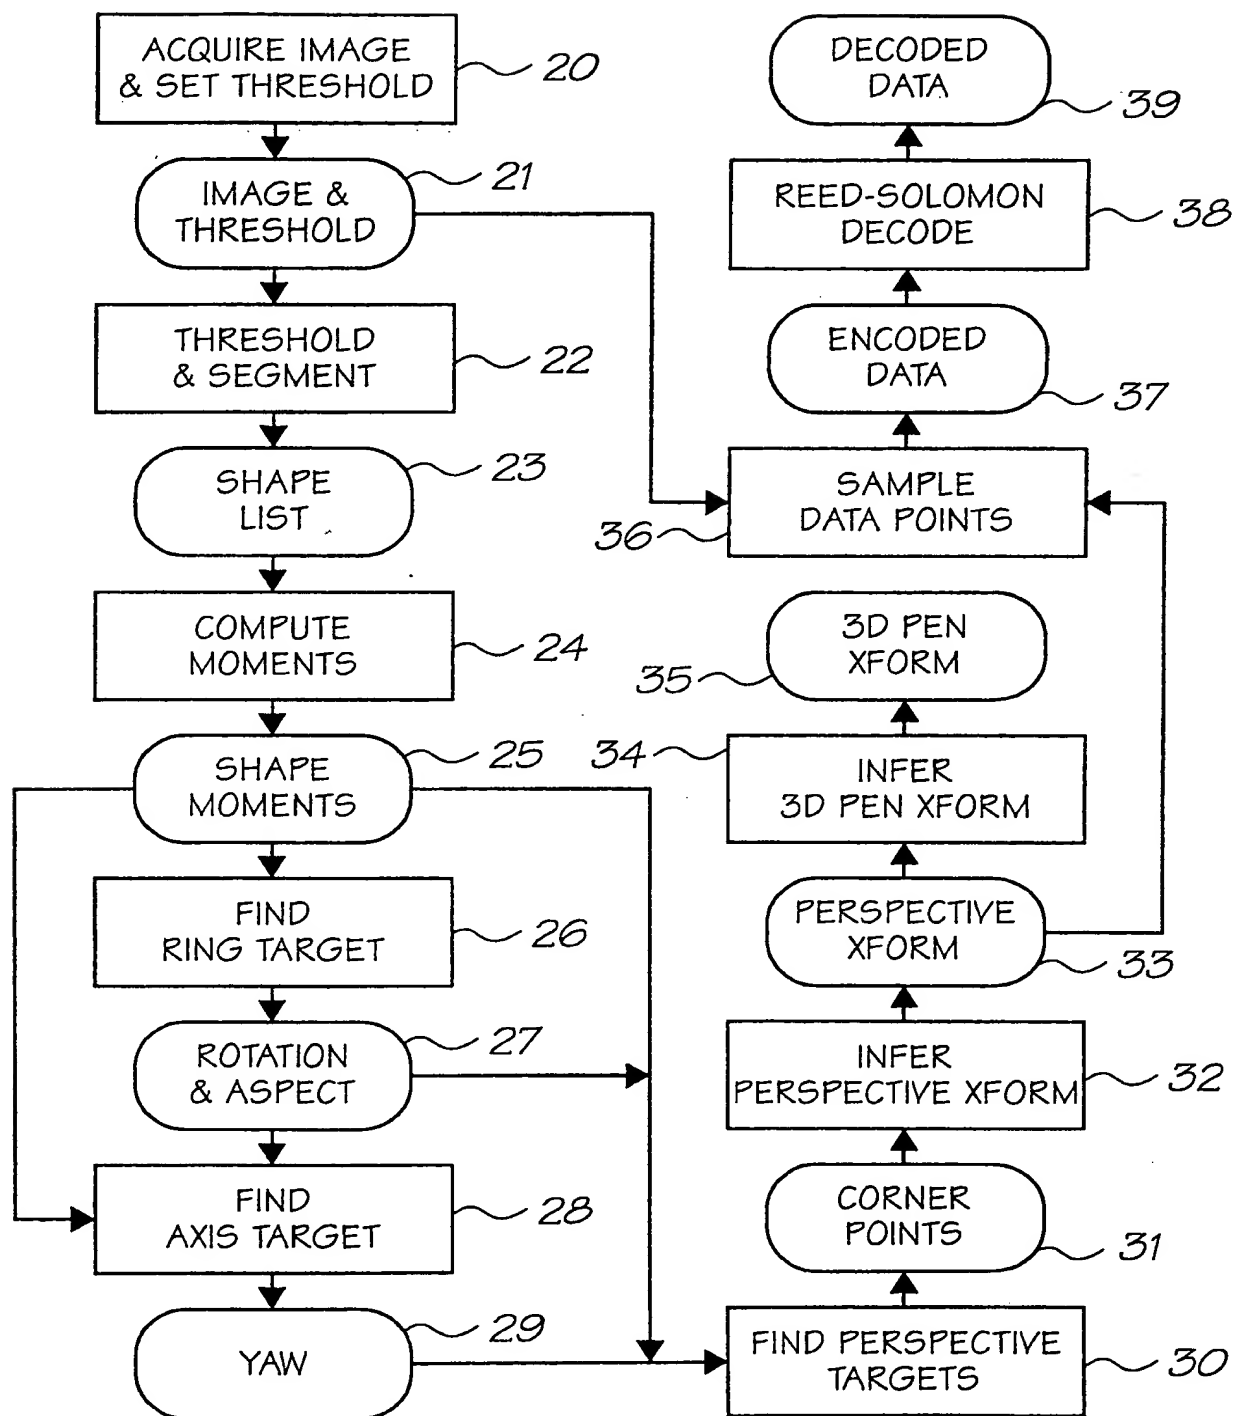 ACQUIRE IMAGE
& SET THRESHOLD
20
IMAGE &
THRESHOLD
21
THRESHOLD
& SEGMENT
22
SHAPE
LIST
23
COMPUTE
MOMENTS
24
SHAPE
MOMENTS
25
FIND
RING TARGET
26
ROTATION
& ASPECT
27
FIND
AXIS TARGET
28
YAW
29
DECODED
DATA
39
REED-SOLOMON
DECODE
38
ENCODED
DATA
37
SAMPLE
DATA POINTS
36
3D PEN
XFORM
35
INFER
3D PEN XFORM
34
PERSPECTIVE
XFORM
33
INFER
PERSPECTIVE XFORM
32
CORNER
POINTS
31
FIND PERSPECTIVE
TARGETS
30